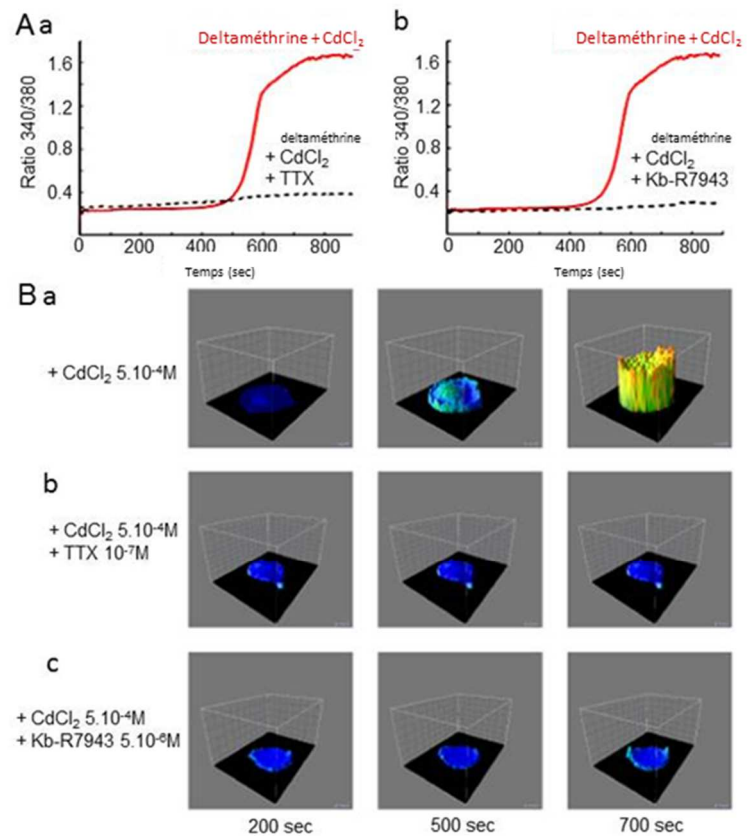 A a
Deltaméthrine + CdCl2
1.6
1.2
0.8
0.4
Ratio 340/380
deltaméthrine
+ CdCl2
+ TTX
0 200 400 600 800
Temps (sec)
b
Deltaméthrine + CdCl2
1.6
1.2
0.8
0.4
Ratio 340/380
deltaméthrine
+ CdCl2
+ Kb-R7943
0 200 400 600 800
Temps (sec)
B a
+ CdCl2 5.10-4M
b
+ CdCl2 5.10-4M
+ TTX 10-7M
c
+ CdCl2 5.10-4M
+ Kb-R7943 5.10-6M
200 sec 500 sec 700 sec